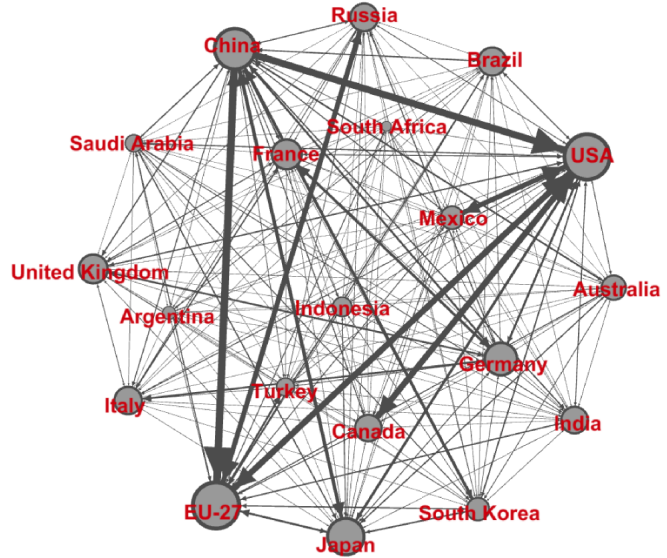 Russia
China
Brazil
South Africa
Saudi Arabia
France
USA
Mexico
United Kingdom
Australia
Argentina
Indonesia
Germany
Turkey
Italy
Canada
India
EU-27
South Korea
Japan